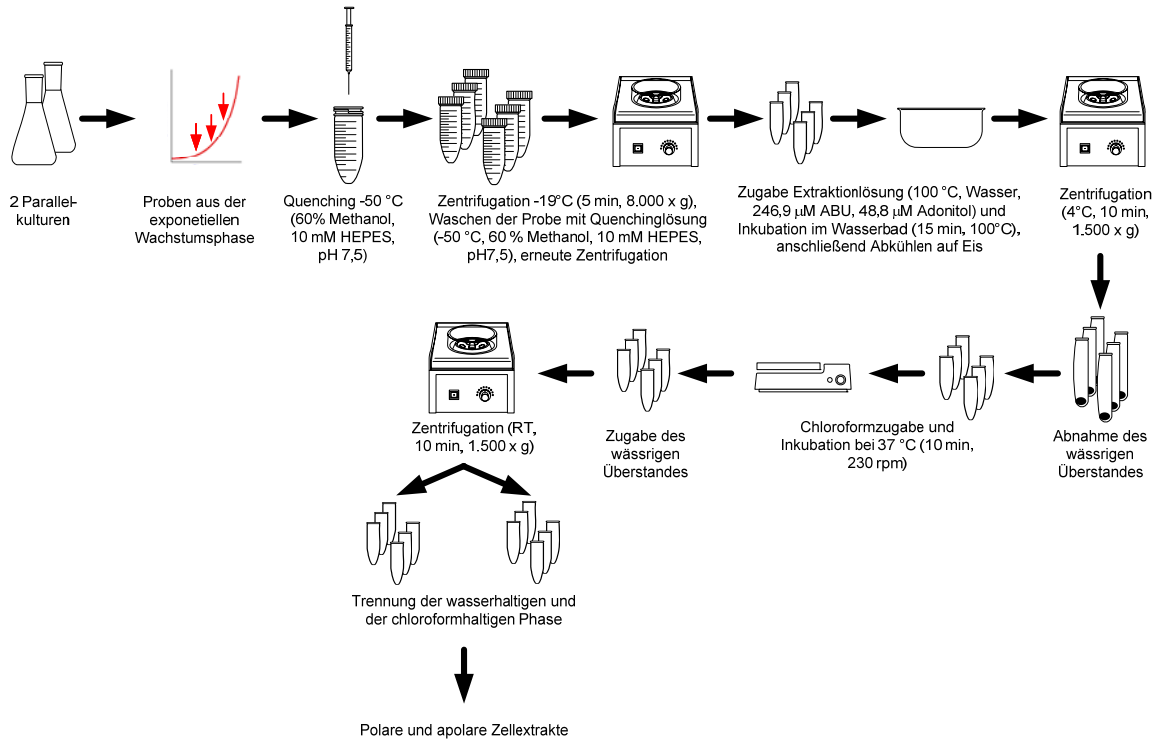 2 Parallel-
kulturen
Proben aus der
exponetiellen
Wachstumsphase
Quenching -50 °C
(60% Methanol,
10 mM HEPES,
pH 7,5)
Zentrifugation -19°C (5 min, 8.000 x g),
Waschen der Probe mit Quenchinglösung
(-50 °C, 60 % Methanol, 10 mM HEPES,
pH7,5), erneute Zentrifugation
Zugabe Extraktionlösung (100 °C, Wasser,
246,9 µM ABU, 48,8 µM Adonitol) und
Inkubation im Wasserbad (15 min, 100°C),
anschließend Abkühlen auf Eis
Zentrifugation
(4°C, 10 min,
1.500 x g)
Abnahme des
wässrigen
Überstandes
Chloroformzugabe und
Inkubation bei 37 °C (10 min,
230 rpm)
Zugabe des
wässrigen
Überstandes
Zentrifugation (RT,
10 min, 1.500 x g)
Trennung der wasserhaltigen und
der chloroformhaltigen Phase
Polare und apolare Zellextrakte